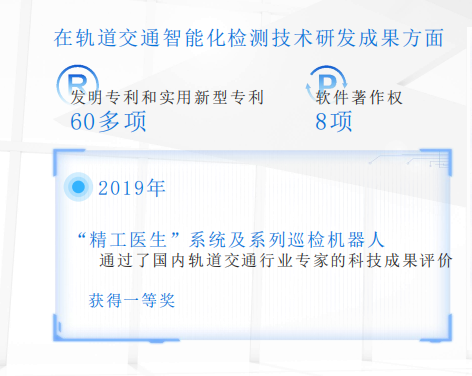 在轨道交通智能化检测技术研发成果方面
R
P
发明专利和实用新型专利
软件著作权
60多项
8项
2019年
“精工医生”系统及系列巡检机器人
通过了国内轨道交通行业专家的科技成果评价
获得一等奖